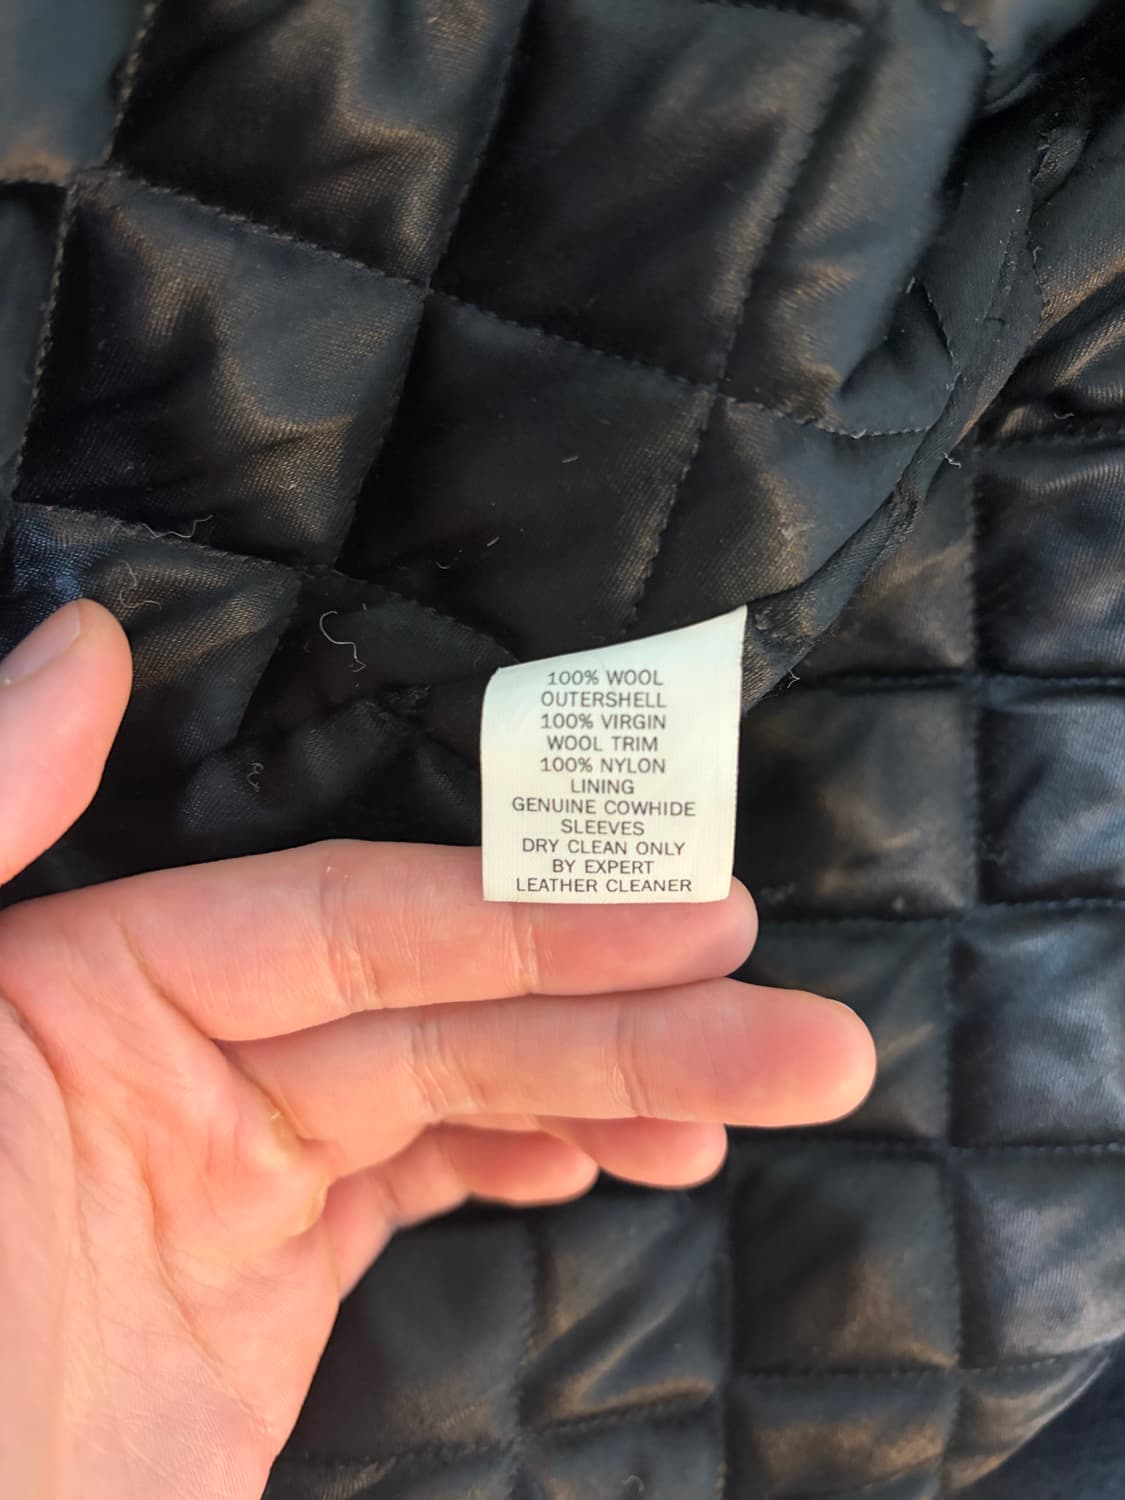 100% WOOL
OUTERSHELL
100% VIRGIN
WOOL TRIM
100% NYLON
LINING
GENUINE COWHIDE
SLEEVES
DRY CLEAN ONLY
BY EXPERT
LEATHER CLEANER